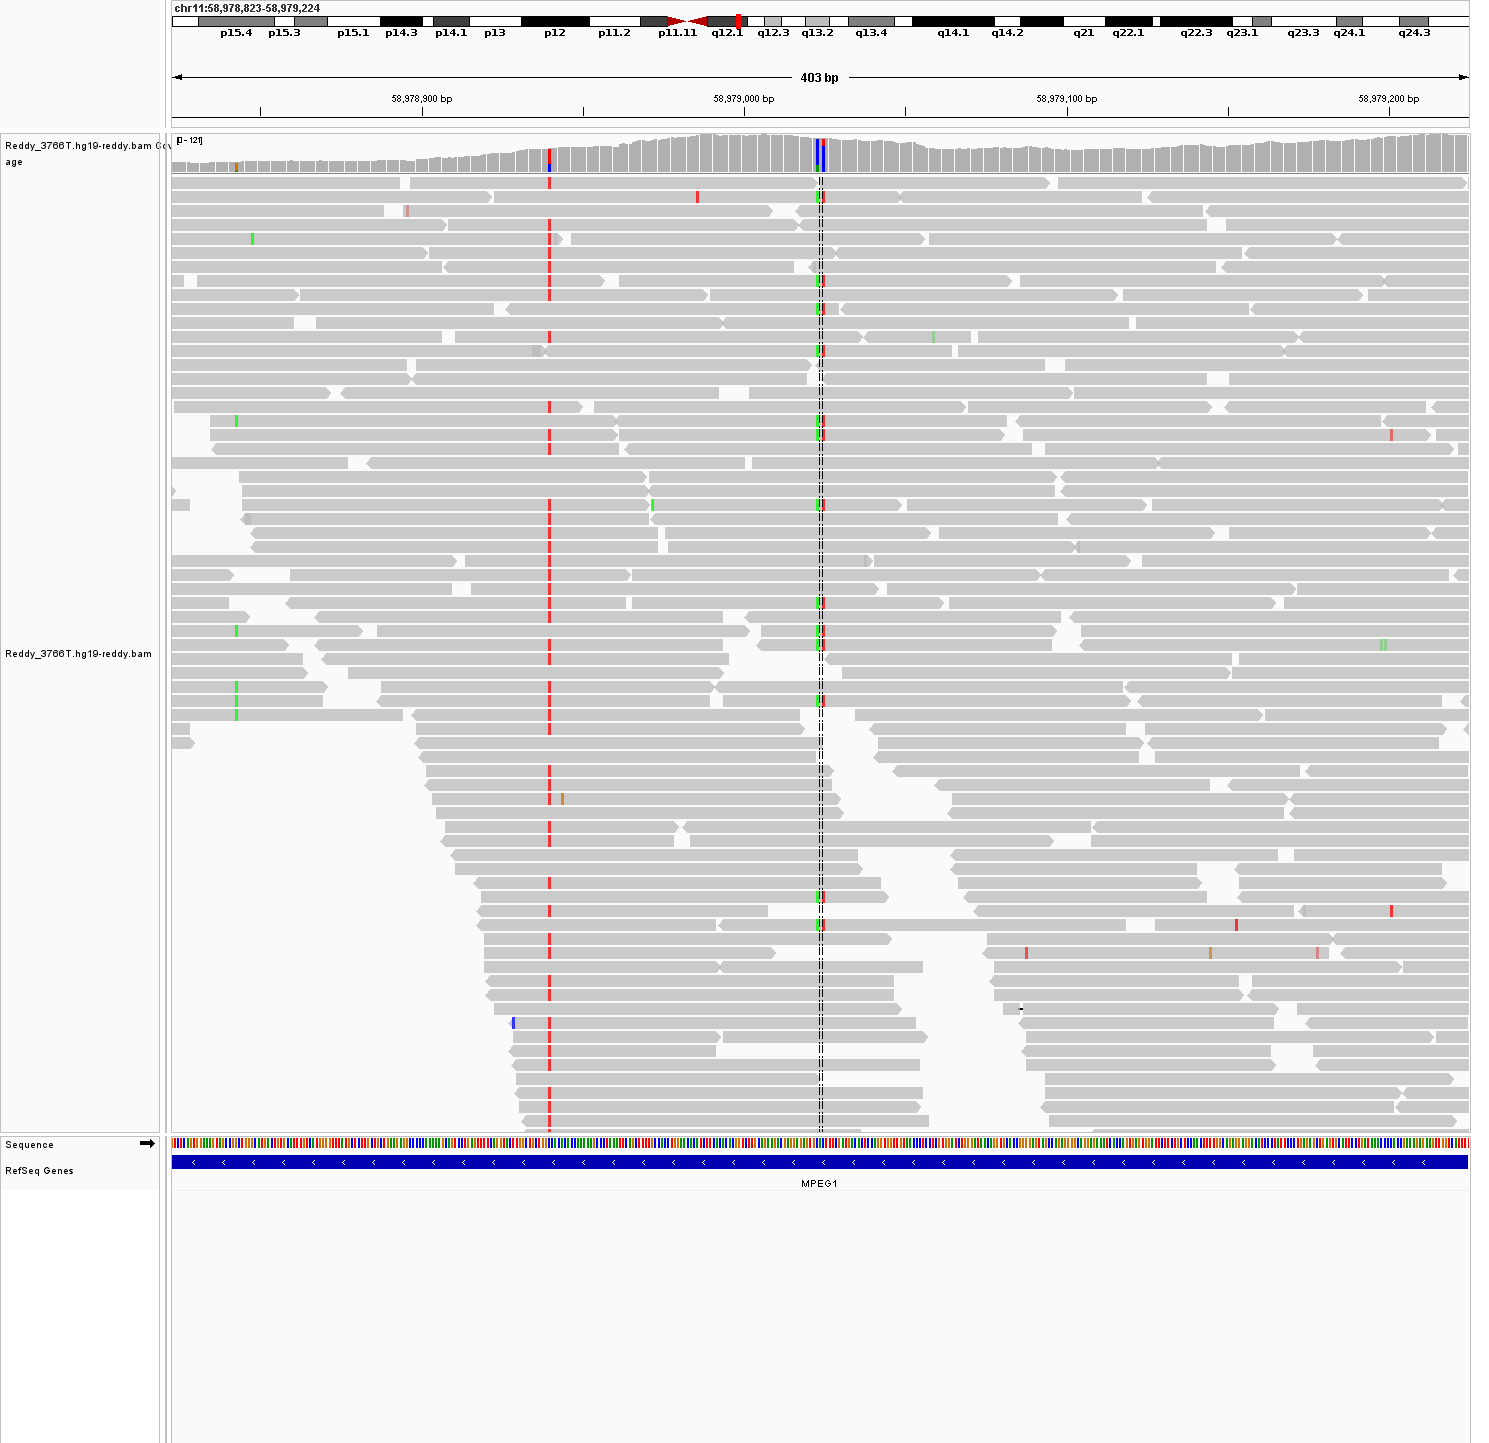 chr11:58,978,823-58,979,224
p15.4 p15.3 p15.1 p14.3 p14.1 p13 p12 p11.2 p11.11 q12.1 q12.3 q13.2 q13.4 q14.1 q14.2 q21 q22.1 q22.3 q23.1 q23.3 q24.1 q24.3
403 bp
58,978,900 bp 58,979,000 bp 58,979,100 bp 58,979,200 bp
[0 - 121]
Reddy_3766T.hg19-reddy.bam Cov
age
Reddy_3766T.hg19-reddy.bam
Sequence
RefSeq Genes
MPEG1